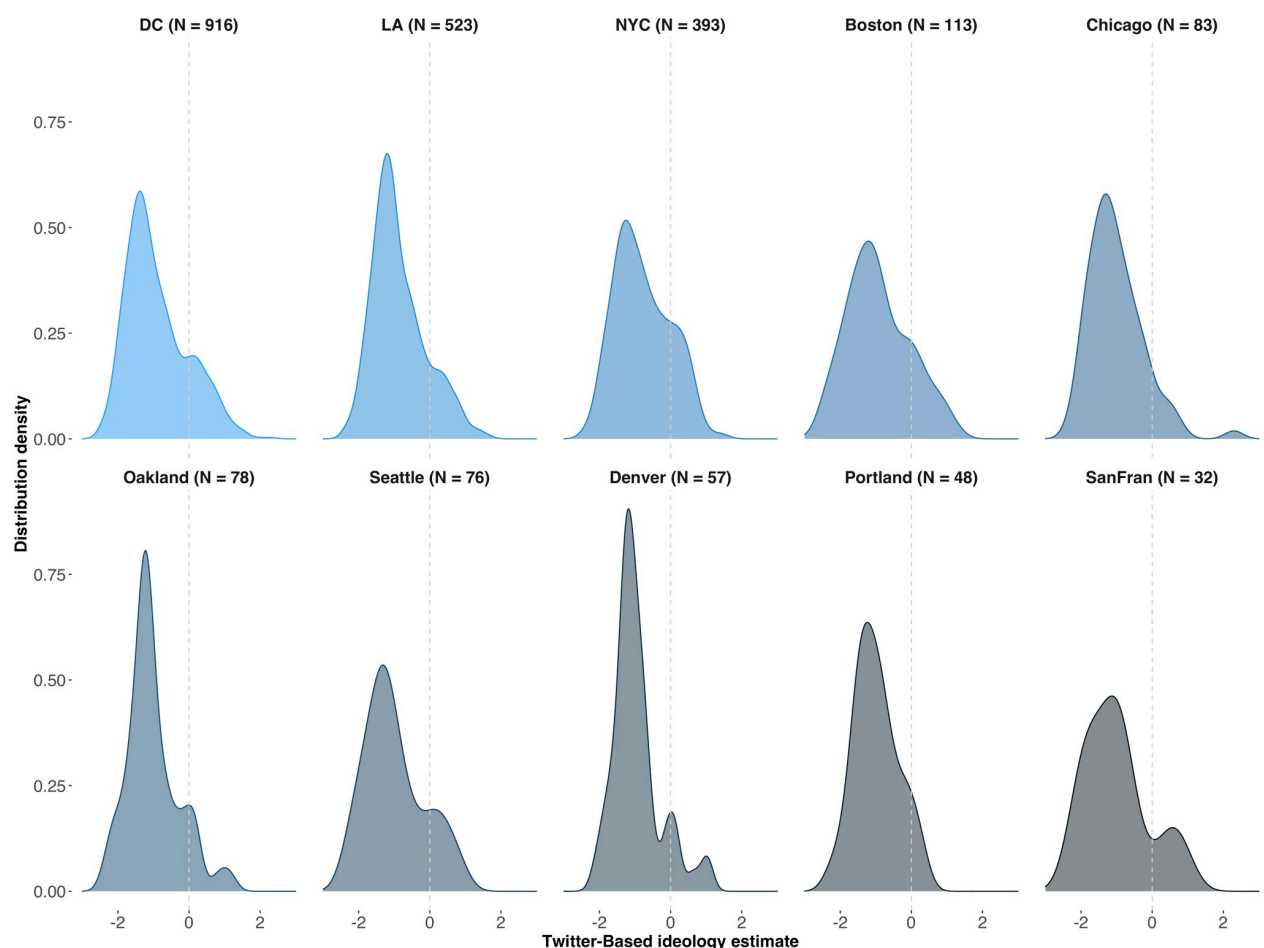 DC (N = 916) LA (N = 523) NYC (N = 393) Boston (N = 113) Chicago (N = 83)
0.75
0.50
0.25
0.00
Distribution density
Oakland (N = 78) Seattle (N = 76) Denver (N = 57) Portland (N = 48) SanFran (N = 32)
0.75
0.50
0.25
0.00
-2 0 2 -2 0 2 -2 0 2 -2 0 2 -2 0 2
Twitter-Based ideology estimate